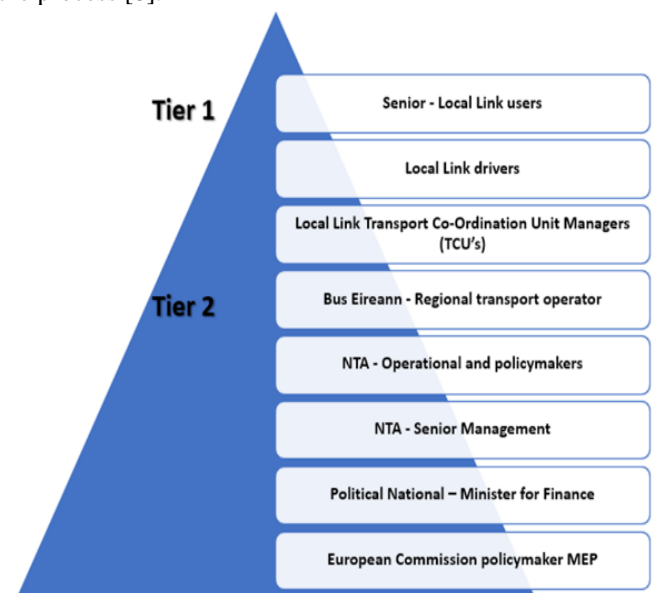 Tier 1
Senior - Local Link users
Local Link drivers
Local Link Transport Co-Ordination Unit Managers
(TCU's)
Tier 2
Bus Eireann - Regional transport operator
NTA - Operational and policymakers
NTA - Senior Management
Political National – Minister for Finance
European Commission policymaker MEP